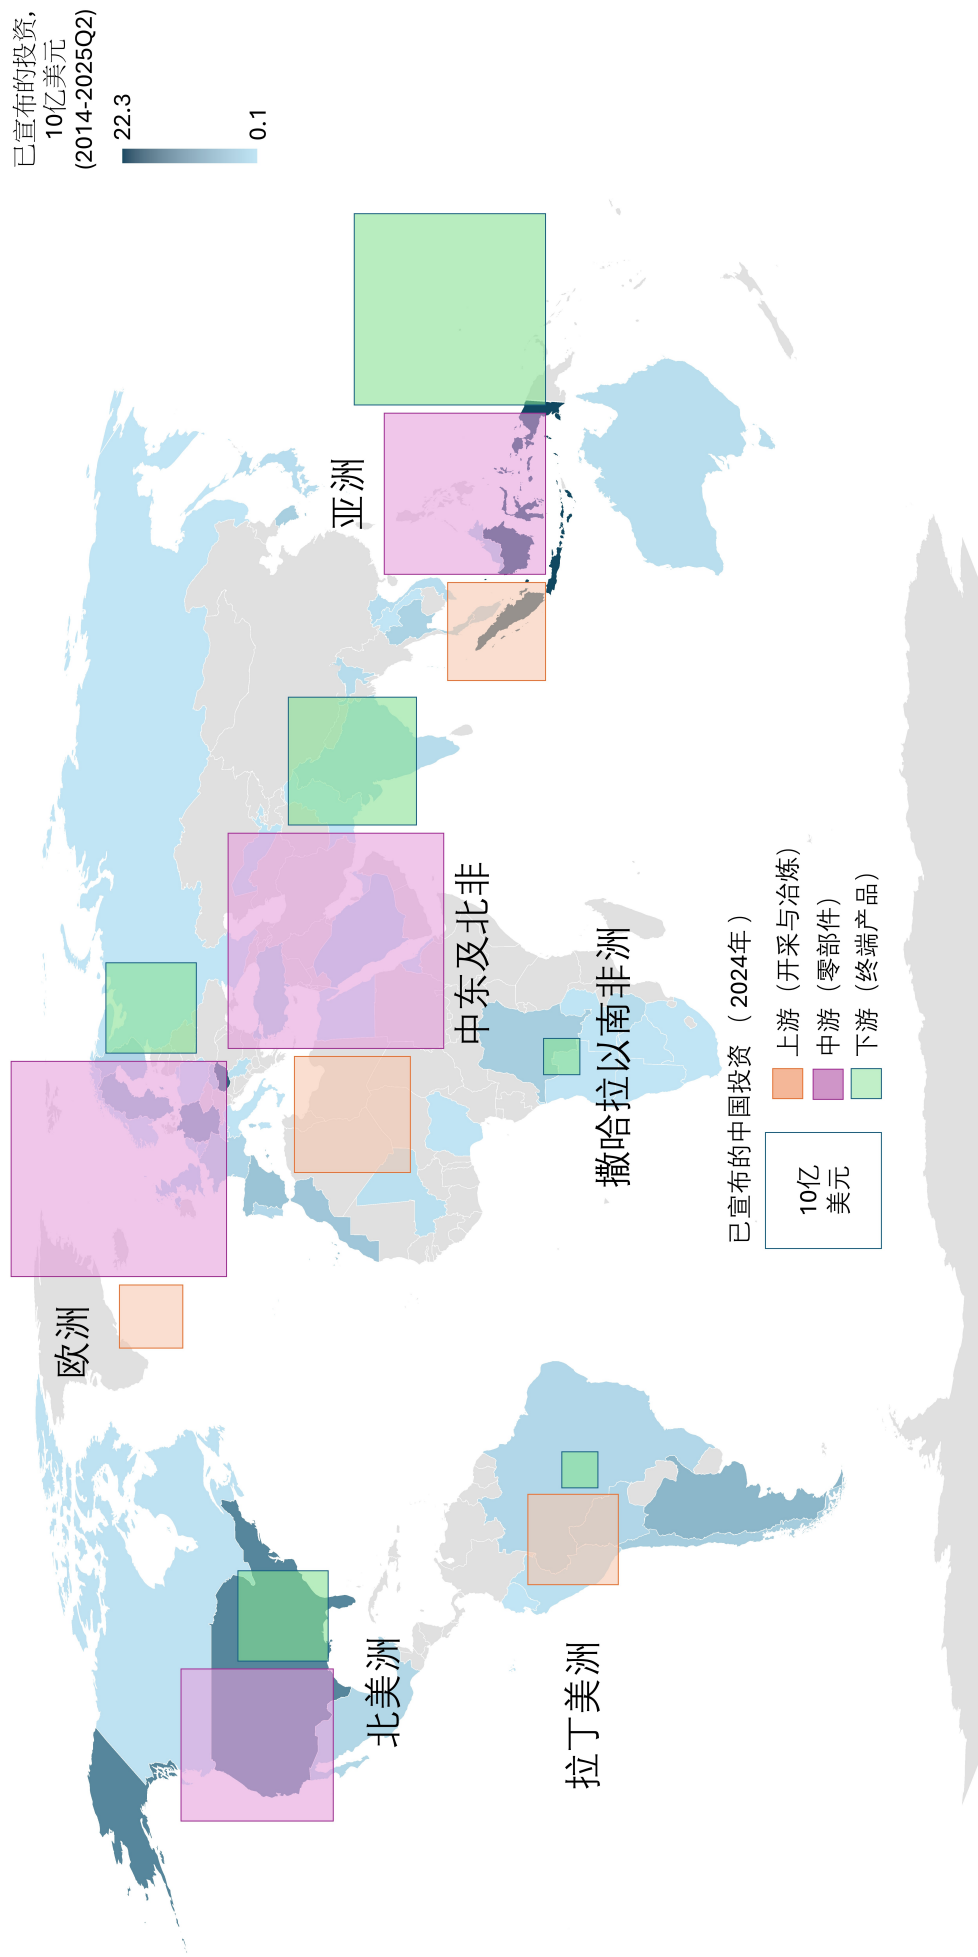 已宣布的投资，
10亿美元
(2014-2025Q2)
22.3
0.1
欧洲
亚洲
北美洲
中东及北非
拉丁美洲
撒哈拉以南非洲
已宣布的中国投资（2024年）
10亿
美元
上游（开采与冶炼）
中游（零部件）
下游（终端产品）